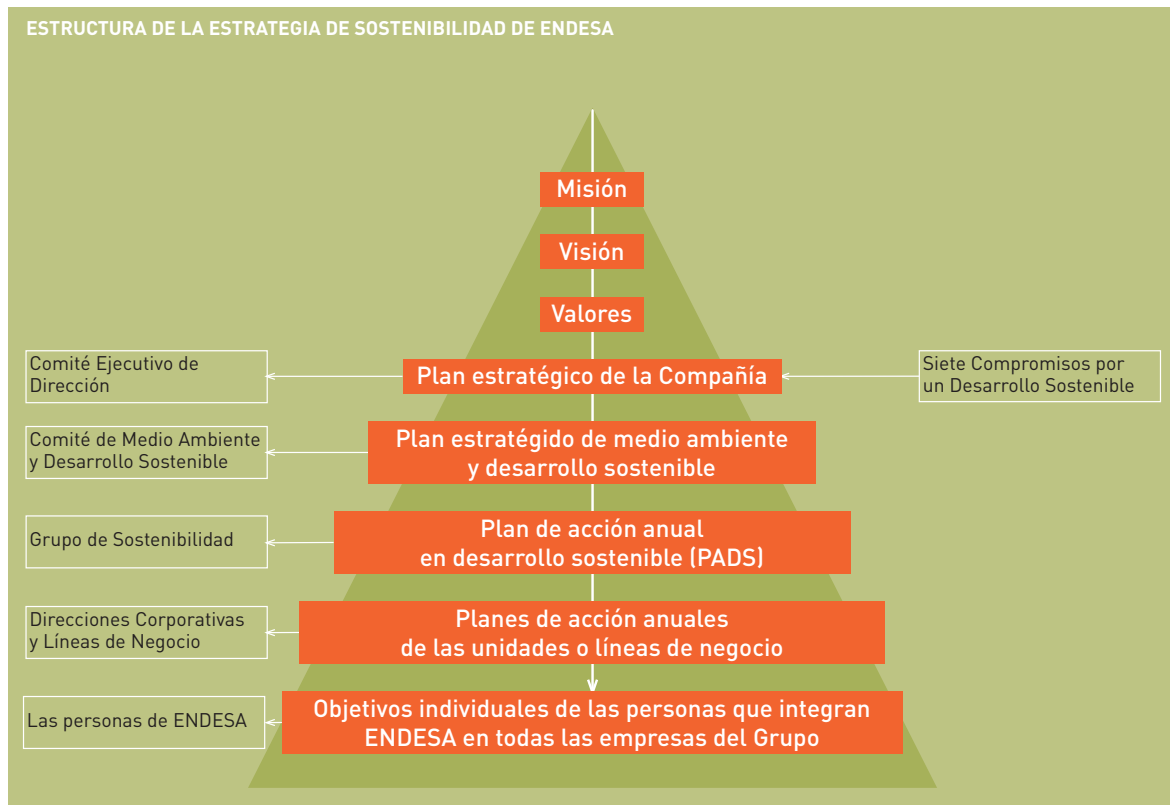 ESTRUCTURA DE LA ESTRATEGIA DE SOSTENIBILIDAD DE ENDESA
Misión
Visión
Valores
Comité Ejecutivo de
Dirección
Plan estratégico de la Compañía
Siete Compromisos por
un Desarrollo Sostenible
Comité de Medio Ambiente
y Desarrollo Sostenible
Plan estratégido de medio ambiente
y desarrollo sostenible
Grupo de Sostenibilidad
Plan de acción anual
en desarrollo sostenible (PADS)
Direcciones Corporativas
y Líneas de Negocio
Planes de acción anuales
de las unidades o líneas de negocio
Las personas de ENDESA
Objetivos individuales de las personas que integran
ENDESA en todas las empresas del Grupo